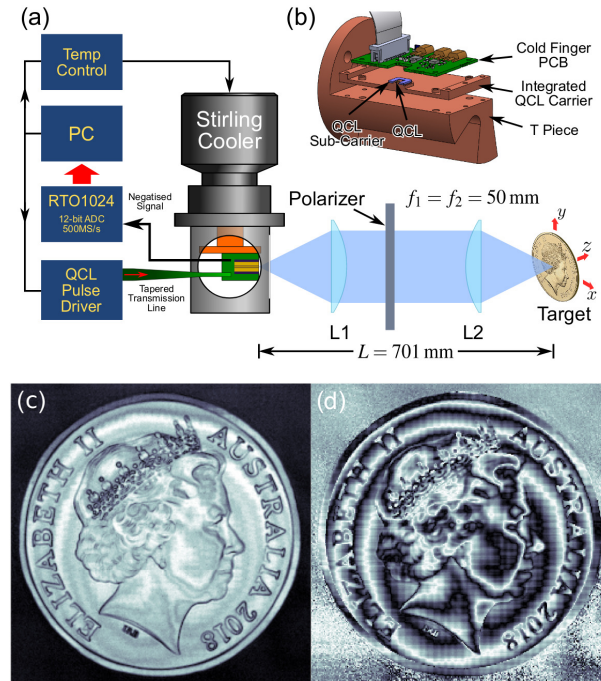 (a)
Temp
Control
PC
RTO1024
12-bit ADC
500MS/s
QCL
Pulse
Driver
Negatised
Signal
Tapered
Transmission
Line
Stirling
Cooler
(b)
Cold Finger
PCB
Integrated
QCL Carrier
T Piece
QCL
Sub-Carrier
QCL
Polarizer
f₁ = f₂ = 50 mm
y
z
x
Target
L1
L2
L = 701 mm
(c)
ELIZABETH II
AUSTRALIA 2018
IRB
(d)
ELIZABETH II
AUSTRALIA 2018